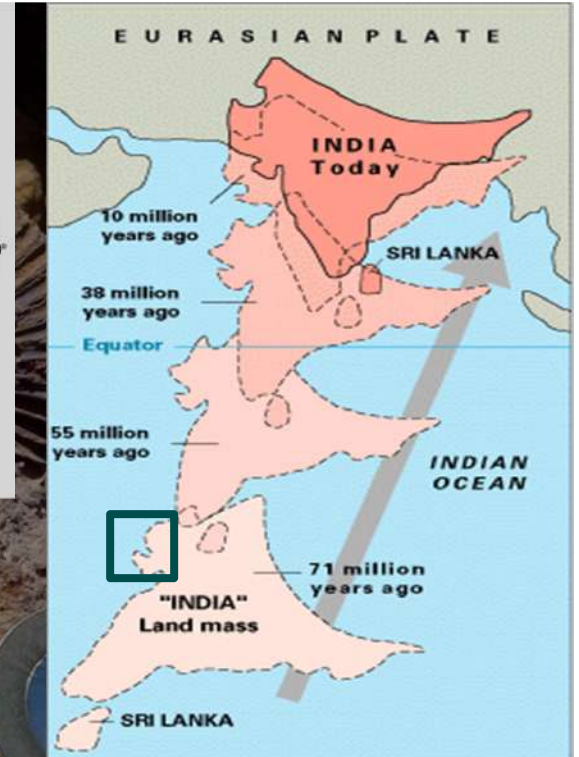 EURASIAN PLATE
INDIA
Today
10 million
years ago
SRI LANKA
38 million
years ago
Equator
55 million
years ago
INDIAN
OCEAN
71 million
years ago
"INDIA"
Land mass
SRI LANKA